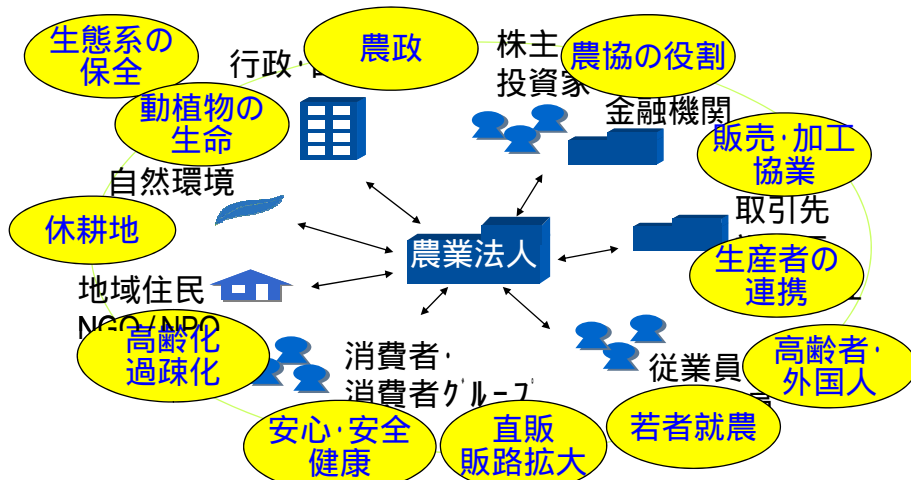 生態系の
保全
行政・
農政
株主
投資家
農協の役割
金融機関
動植物の
生命
販売・加工
協業
自然環境
取引先
休耕地
農業法人
生産者の
連携
地域住民
NGO/NPO
高齢化
過疎化
消費者・
消費者グループ
従業員
高齢者・
外国人
安心・安全
健康
直販
販路拡大
若者就農